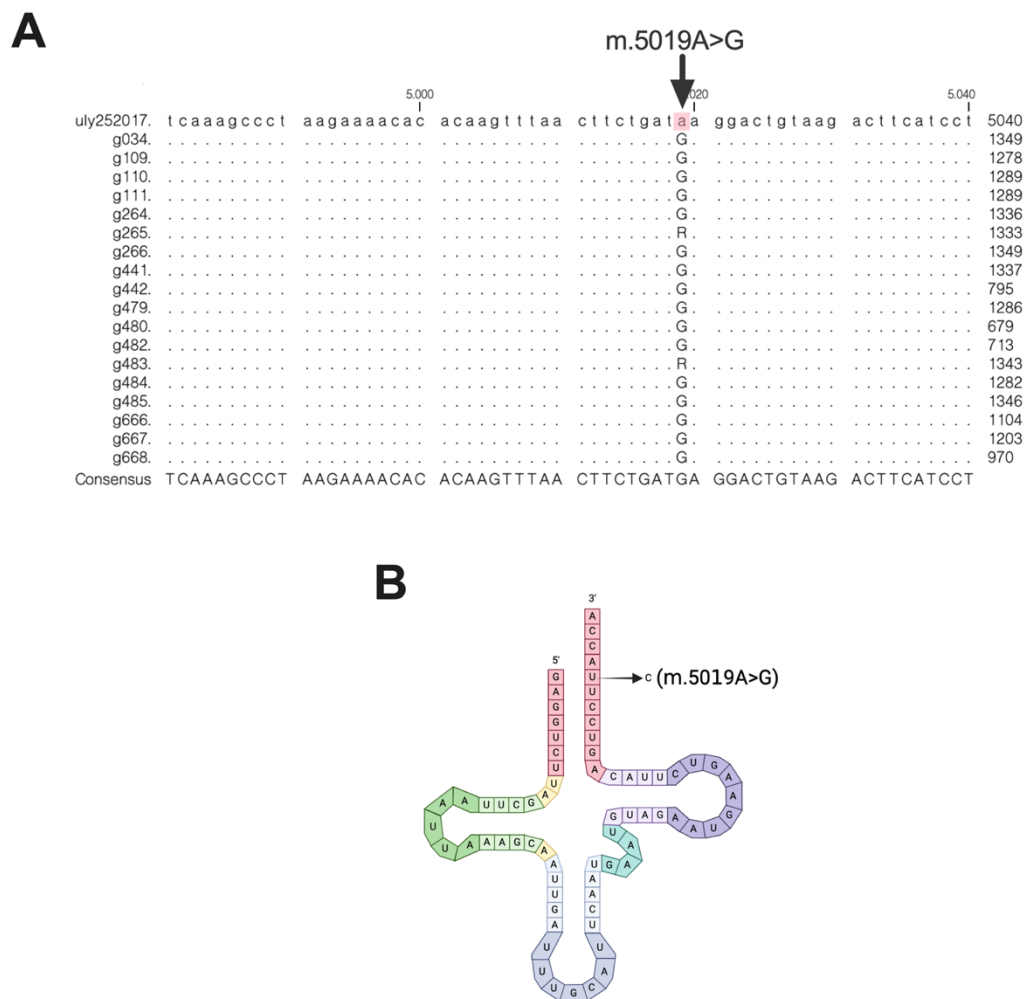 A
m.5019A>G
5.000 5.020 5.040
uly252017. tcaaagccct aagaaaacac acaagtttaa cttctgataa ggactgtaag acttcatcct 5040
g034. .......... .......... .......... ........G. .......... .......... 1349
g109. .......... .......... .......... ........G. .......... .......... 1278
g110. .......... .......... .......... ........G. .......... .......... 1289
g111. .......... .......... .......... ........G. .......... .......... 1289
g264. .......... .......... .......... ........G. .......... .......... 1336
g265. .......... .......... .......... ........R. .......... .......... 1333
g266. .......... .......... .......... ........G. .......... .......... 1349
g441. .......... .......... .......... ........G. .......... .......... 1337
g442. .......... .......... .......... ........G. .......... .......... 795
g479. .......... .......... .......... ........G. .......... .......... 1286
g480. .......... .......... .......... ........G. .......... .......... 679
g482. .......... .......... .......... ........G. .......... .......... 713
g483. .......... .......... .......... ........R. .......... .......... 1343
g484. .......... .......... .......... ........G. .......... .......... 1282
g485. .......... .......... .......... ........G. .......... .......... 1346
g666. .......... .......... .......... ........G. .......... .......... 1104
g667. .......... .......... .......... ........G. .......... .......... 1203
g668. .......... .......... .......... ........G. .......... .......... 970
Consensus TCAAAGCCCT AAGAAAACAC ACAAGTTTAA CTTCTGATGA GGACTGTAAG ACTTCATCCT
B
3'
A C C A U U C C U G A
C (m.5019A>G)
5'
G A G G U C U
U A G C U U A A U U A A A G C A
A U U G A
U U U G C A U
U C A A U
G A A U
G U A G A A A U G A A G U C U U A C